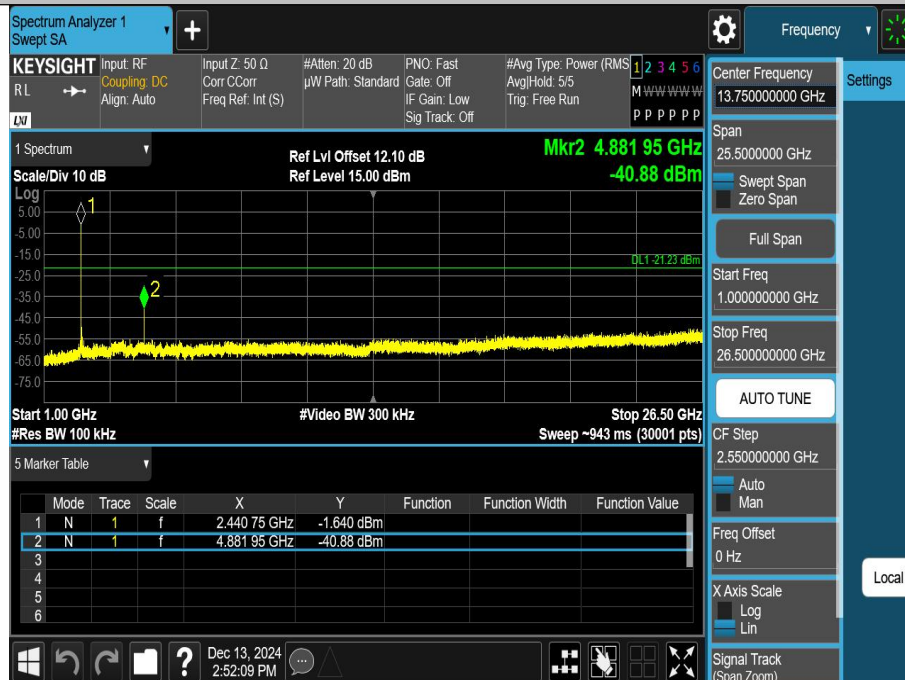 Spectrum Analyzer 1
Swept SA
+
Frequency
KEYSIGHT
RL
LXI
Input: RF
Coupling: DC
Align: Auto
Input Z: 50 Ω
Corr CCorr
Freq Ref: Int (S)
#Atten: 20 dB
µW Path: Standard
PNO: Fast
Gate: Off
IF Gain: Low
Sig Track: Off
#Avg Type: Power (RMS
Avg|Hold: 5/5
Trig: Free Run
1 2 3 4 5 6
M W W W W W
P P P P P P
1 Spectrum
Scale/Div 10 dB
Ref Lvl Offset 12.10 dB
Ref Level 15.00 dBm
Mkr2 4.881 95 GHz
-40.88 dBm
Log
5.00
-5.00
-15.0
-25.0
-35.0
-45.0
-55.0
-65.0
-75.0
1
2
DL1 -21.23 dBm
Start 1.00 GHz
#Video BW 300 kHz
Stop 26.50 GHz
#Res BW 100 kHz
Sweep ~943 ms (30001 pts)
5 Marker Table
Mode Trace Scale X Y Function Function Width Function Value
1 N 1 f 2.440 75 GHz -1.640 dBm
2 N 1 f 4.881 95 GHz -40.88 dBm
3
4
5
6
?
Dec 13, 2024
2:52:09 PM
Center Frequency
13.750000000 GHz
Span
25.5000000 GHz
Swept Span
Zero Span
Full Span
Start Freq
1.000000000 GHz
Stop Freq
26.500000000 GHz
AUTO TUNE
CF Step
2.550000000 GHz
Auto
Man
Freq Offset
0 Hz
X Axis Scale
Log
Lin
Signal Track
(Span Zoom)
Settings
Local